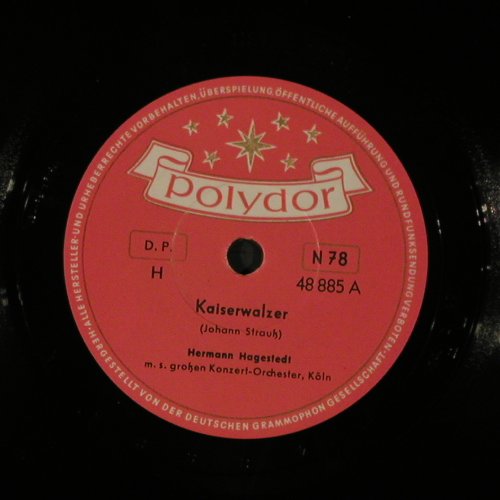 polydor
D. P.
N 78
H
48 885 A
Kaiserwalzer
(Johann Strauß)
Hermann Hagestedt
m. s. großen Konzert-Orchester, Köln
ALLE HERSTELLER- UND URHEBERRECHTE VORBEHALTEN. ÜBERSPIELUNG, ÖFFENTLICHE AUFFÜHRUNG UND RUNDFUNKSENDUNG VERBOTEN.
HERGESTELLT VON DER DEUTSCHEN GRAMMOPHON GESELLSCHAFT